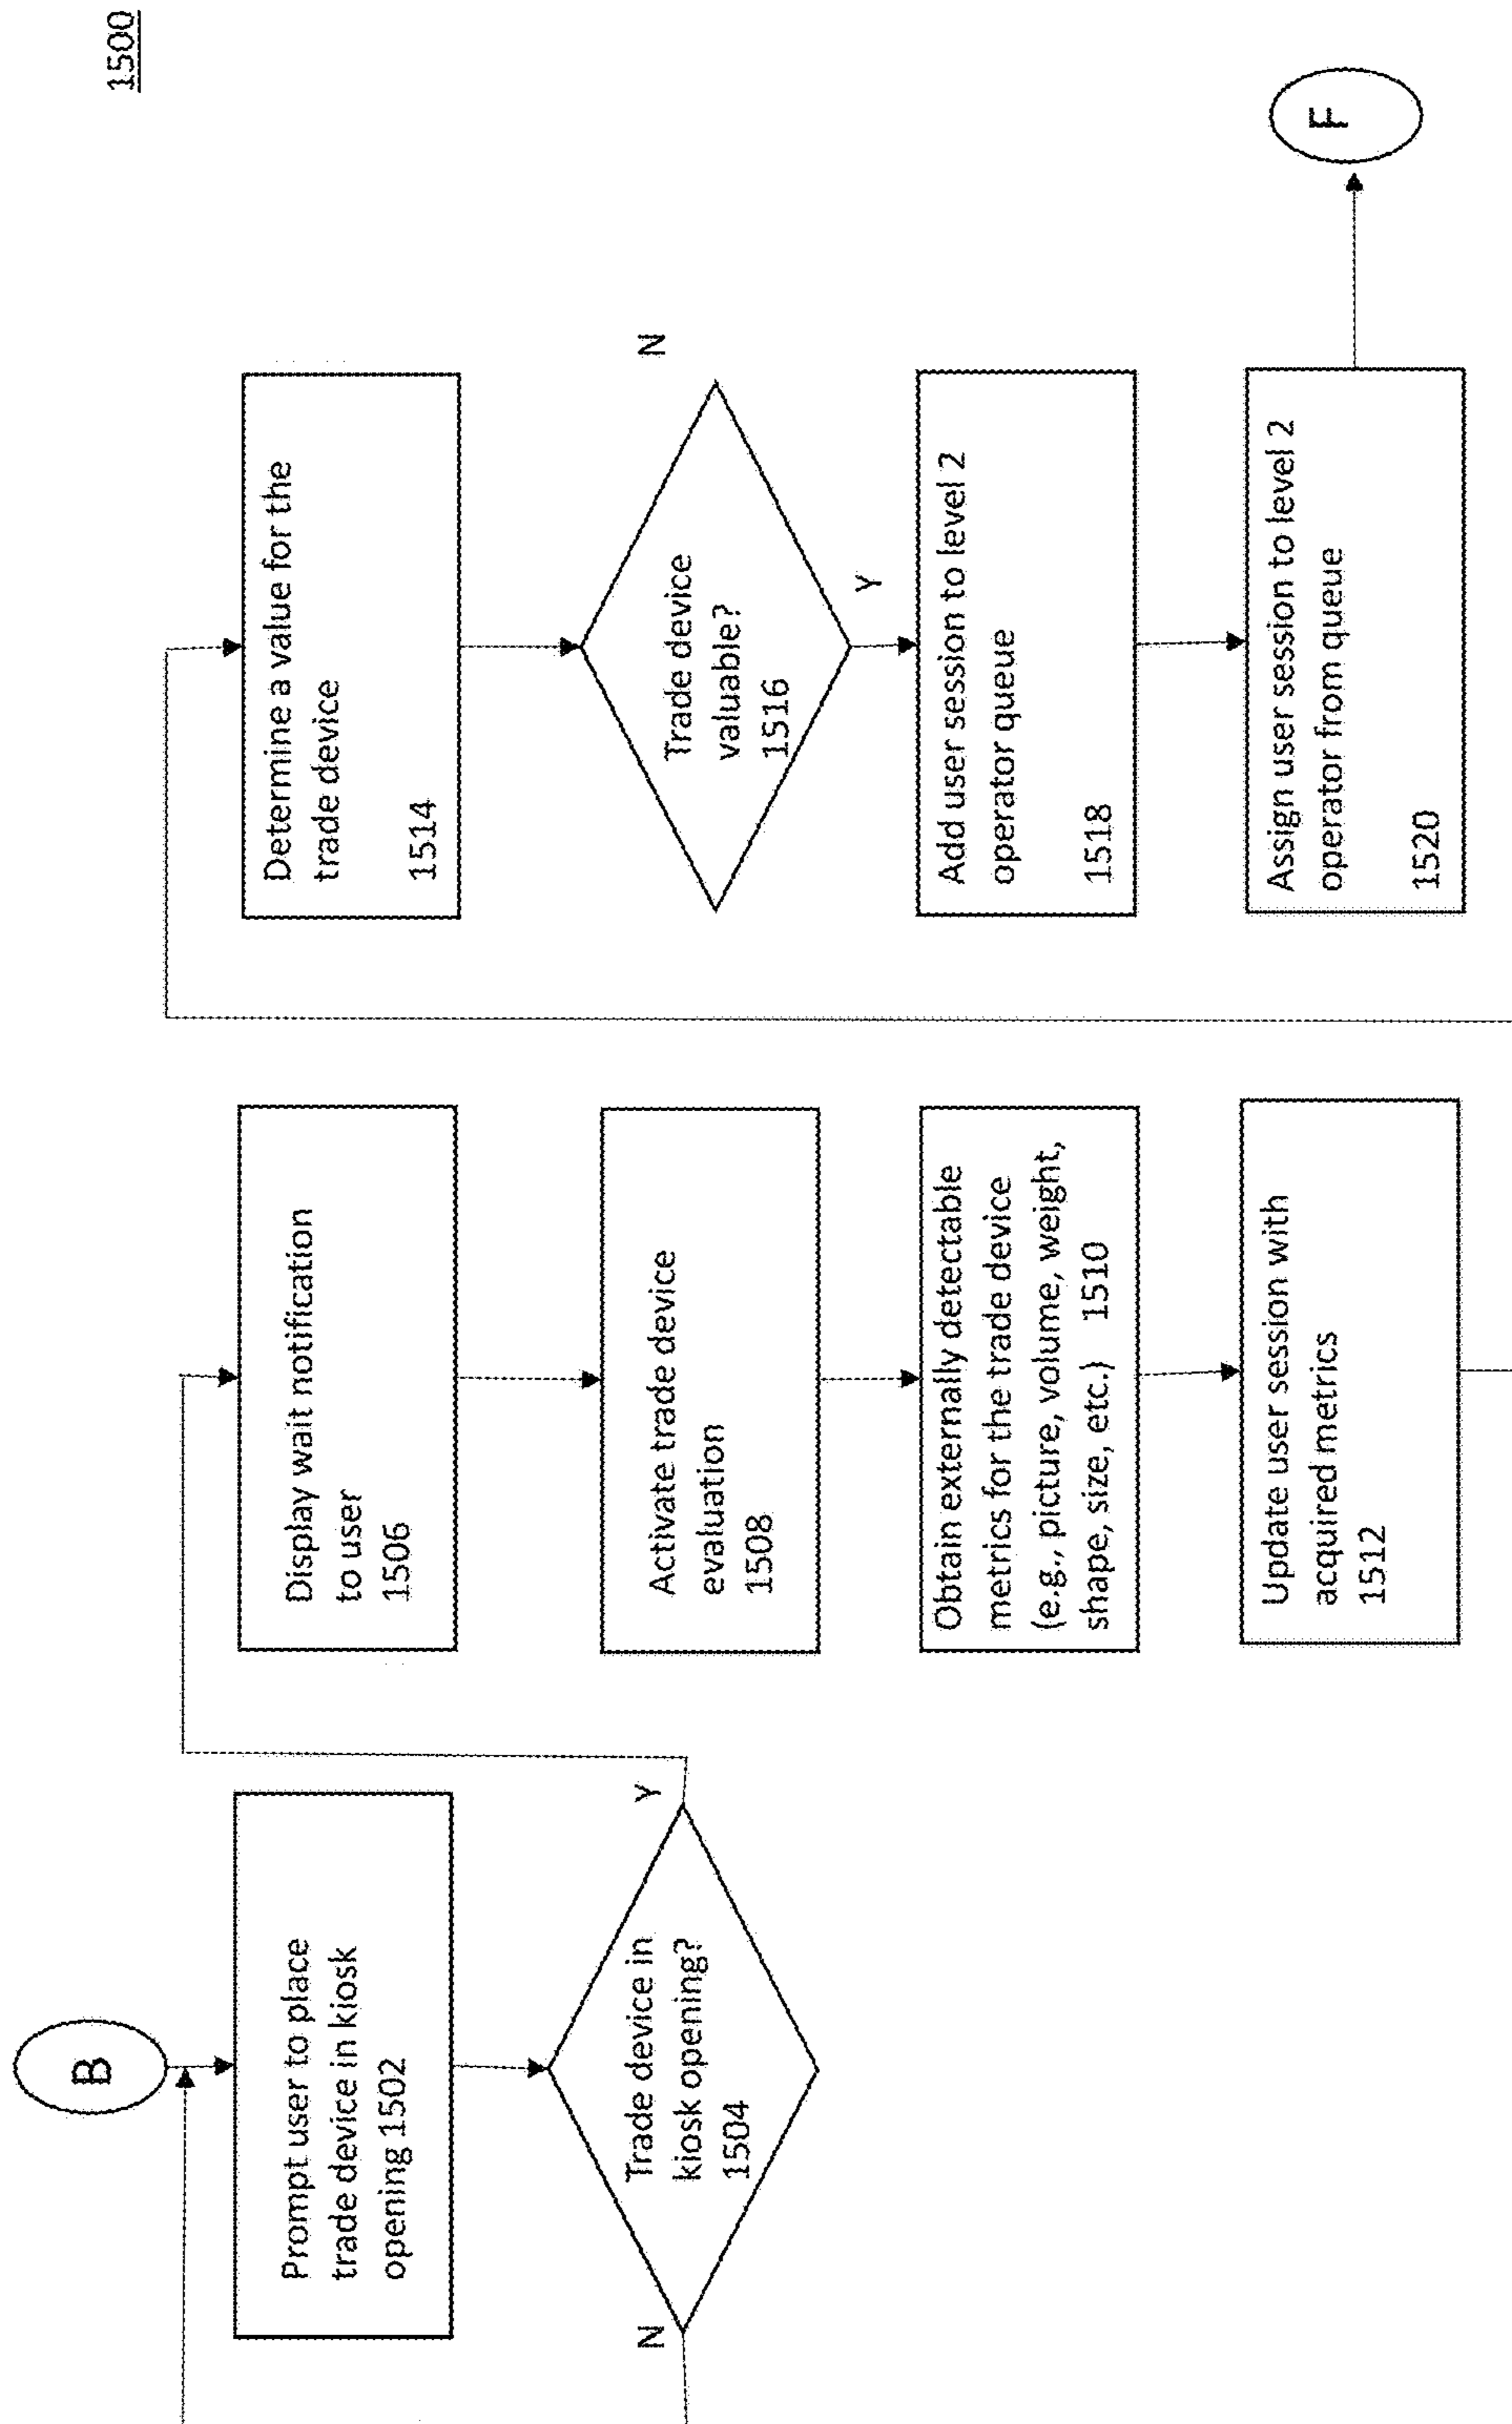 1500
B
Prompt user to place
trade device in kiosk
opening 1502
Trade device in
kiosk opening?
1504
N
Y
Display wait notification
to user
1506
Activate trade device
evaluation
1508
Obtain externally detectable
metrics for the trade device
(e.g., picture, volume, weight,
shape, size, etc.) 1510
Update user session with
acquired metrics
1512
Determine a value for the
trade device
1514
Trade device
valuable?
1516
N
Y
Add user session to level 2
operator queue
1518
Assign user session to level 2
operator from queue
1520
F